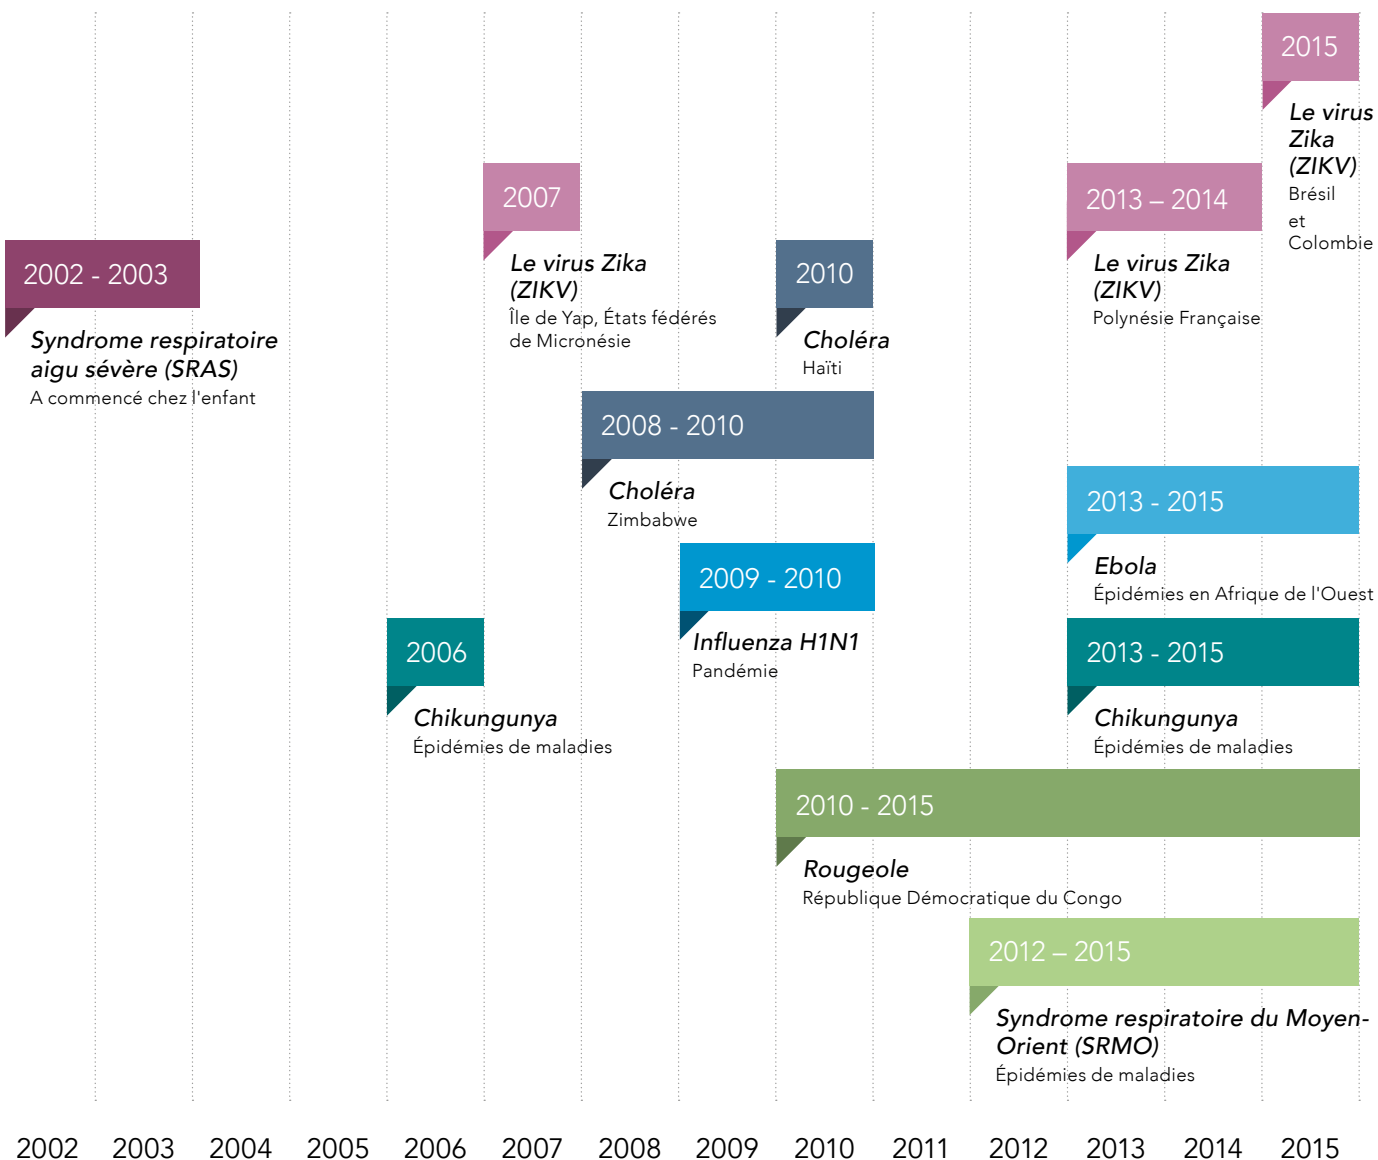 2015
Le virus
Zika
(ZIKV)
Brésil
et
Colombie
2007
Le virus Zika
(ZIKV)
Île de Yap, États fédérés
de Micronésie
2013 – 2014
Le virus Zika
(ZIKV)
Polynésie Française
2002 - 2003
Syndrome respiratoire
aigu sévère (SRAS)
A commencé chez l'enfant
2010
Choléra
Haïti
2008 - 2010
Choléra
Zimbabwe
2013 - 2015
Ebola
Épidémies en Afrique de l'Ouest
2009 - 2010
Influenza H1N1
Pandémie
2006
Chikungunya
Épidémies de maladies
2013 - 2015
Chikungunya
Épidémies de maladies
2010 - 2015
Rougeole
République Démocratique du Congo
2012 – 2015
Syndrome respiratoire du Moyen-
Orient (SRMO)
Épidémies de maladies
2002 2003 2004 2005 2006 2007 2008 2009 2010 2011 2012 2013 2014 2015